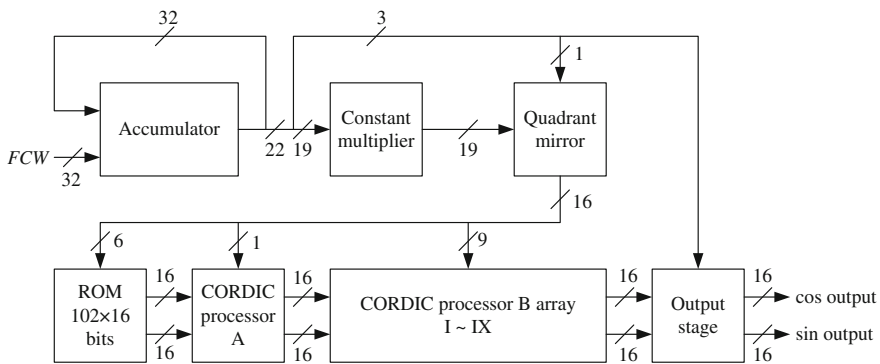 32
3
1
Accumulator
Constant
multiplier
Quadrant
mirror
22
19
19
FCW
32
16
6
1
9
ROM
102×16
bits
16
16
CORDIC
processor
A
16
16
CORDIC processor B array
I ~ IX
16
16
Output
stage
16
16
cos output
sin output